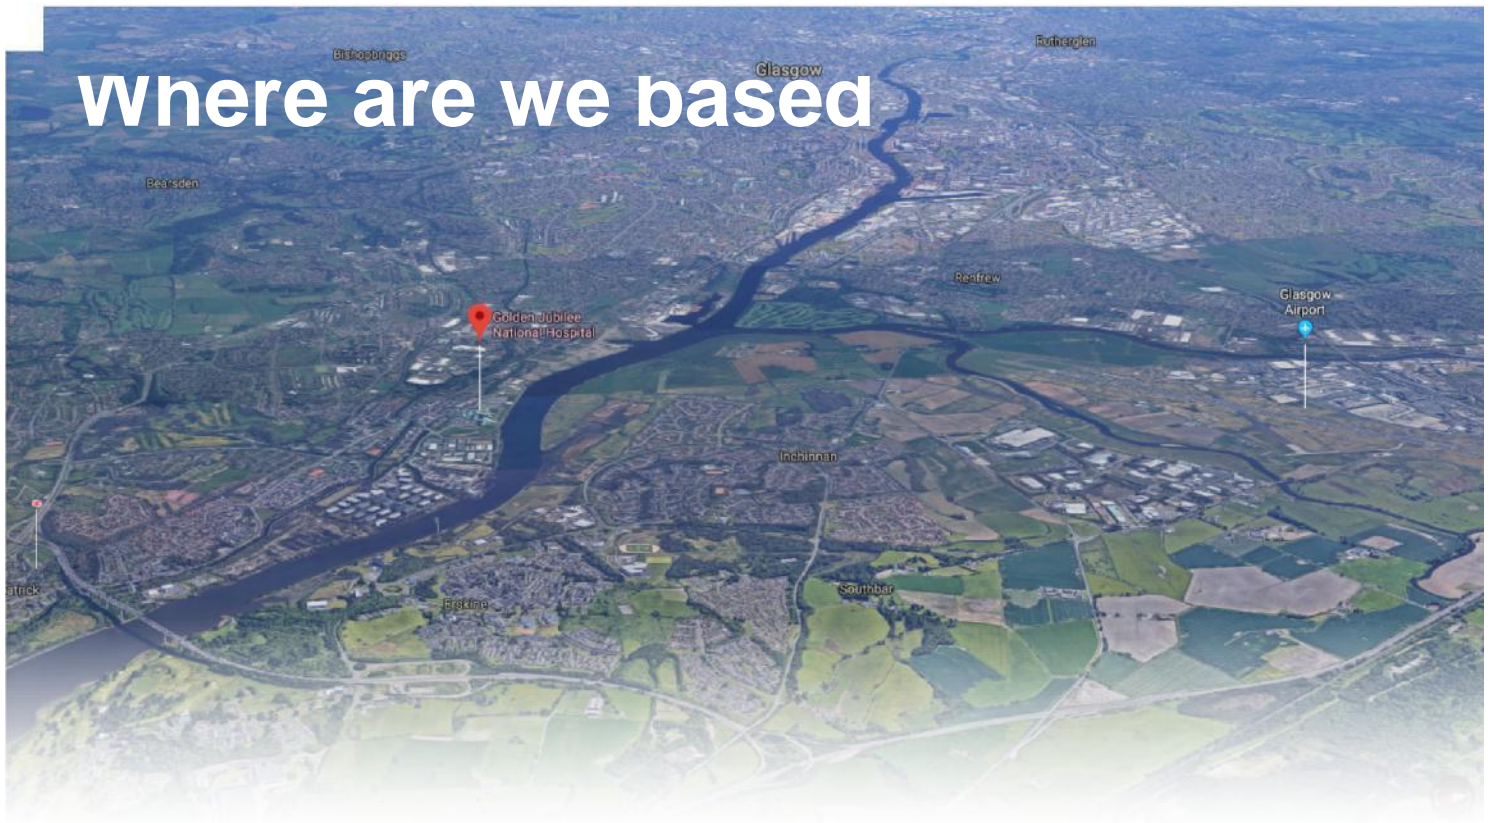 Bishopbriggs
Rutherglen
Glasgow
Where are we based
Bearsden
Renfrew
Glasgow
Airport
Golden Jubilee
National Hospital
Inchinnan
atrick
Erskine
Southbar